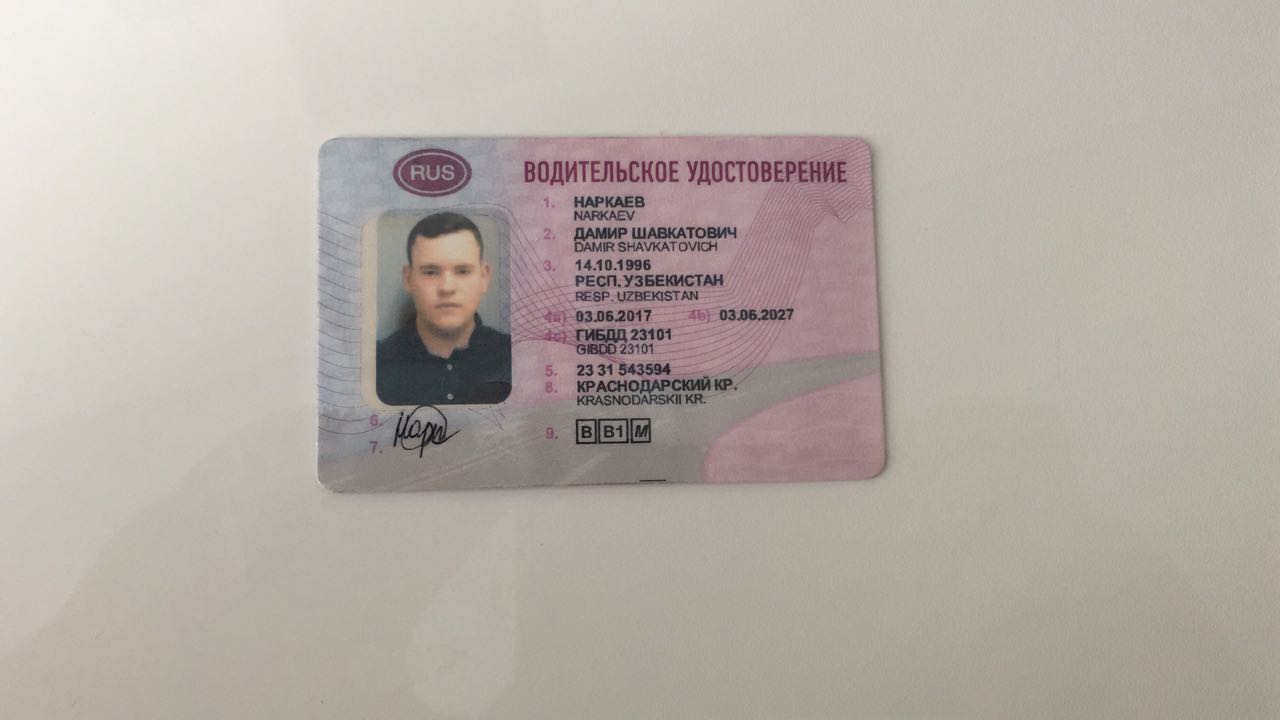 RUS
ВОДИТЕЛЬСКОЕ УДОСТОВЕРЕНИЕ
1. НАРКАЕВ
NARKAEV
2. ДАМИР ШАВКАТОВИЧ
DAMIR SHAVKATOVICH
3. 14.10.1996
РЕСП. УЗБЕКИСТАН
RESP. UZBEKISTAN
4a) 03.06.2017 4b) 03.06.2027
4c) ГИБДД 23101
GIBDD 23101
5. 23 31 543594
8. КРАСНОДАРСКИЙ КР.
KRASNODARSKII KR.
6.
7.
9. B B1 M